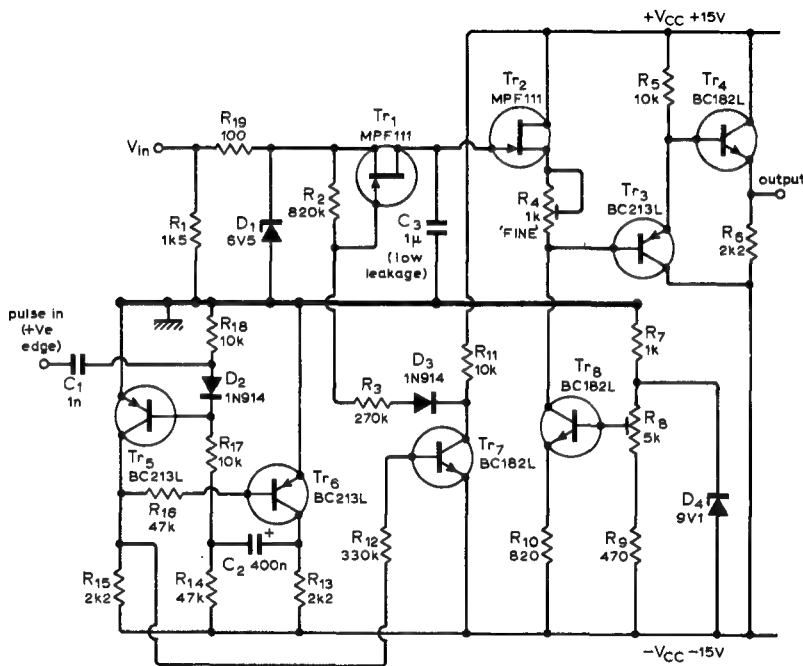 +VCC +15V
R5
10k
Tr4
BC182L
Tr2
MPF111
Tr1
MPF111
R19
100
Vin
R2
820k
R4
1k
'FINE'
Tr3
BC213L
output
R6
2k2
R1
1k5
D1
6V5
C3
1μ
(low
leakage)
pulse in
(+Ve
edge)
R18
10k
R7
1k
C1
1n
D2
1N914
R11
10k
D3
1N914
R3
270k
Tr8
BC182L
R8
5k
Tr5
BC213L
R17
10k
Tr7
BC182L
Tr6
BC213L
R16
47k
D4
9V1
R12
330k
R10
820
R9
470
+
C2
400n
R15
2k2
R14
47k
R13
2k2
−VCC −15V